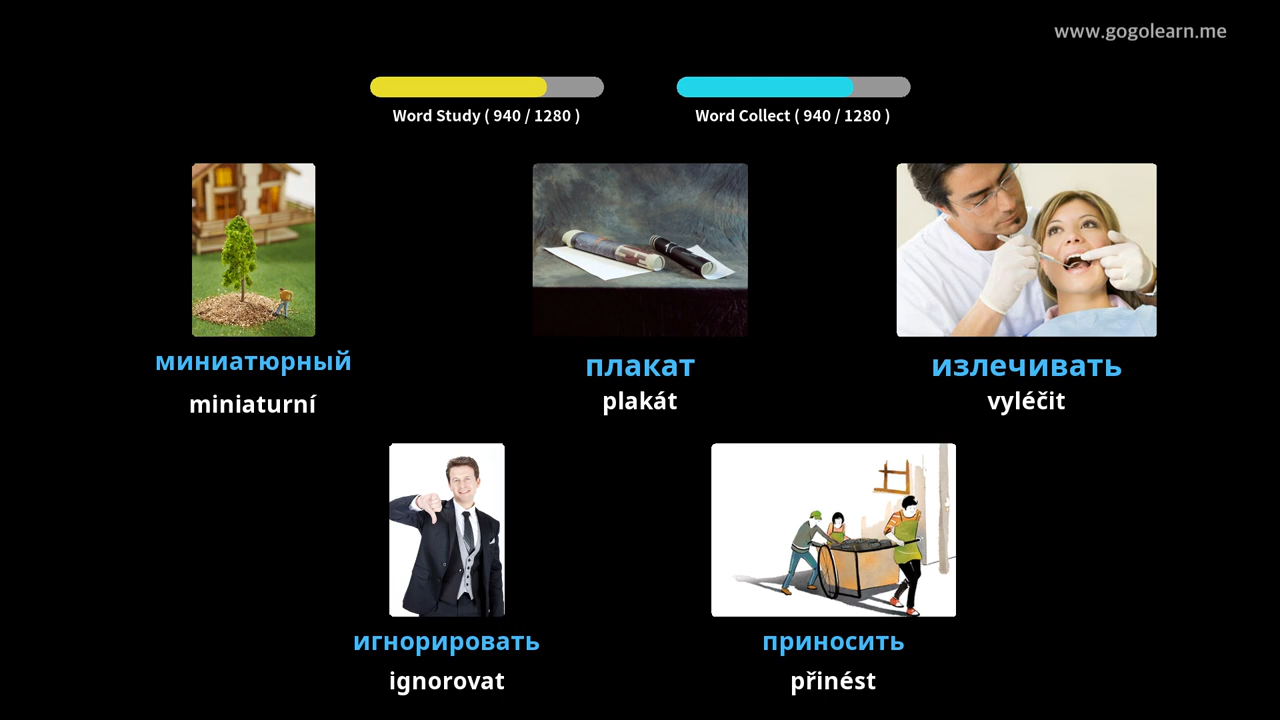 www.gogolearn.me
Word Study ( 940 / 1280 )
Word Collect ( 940 / 1280 )
миниатюрный
miniaturní
плакат
plakát
излечивать
vyléčit
игнорировать
ignorovat
приносить
přinést